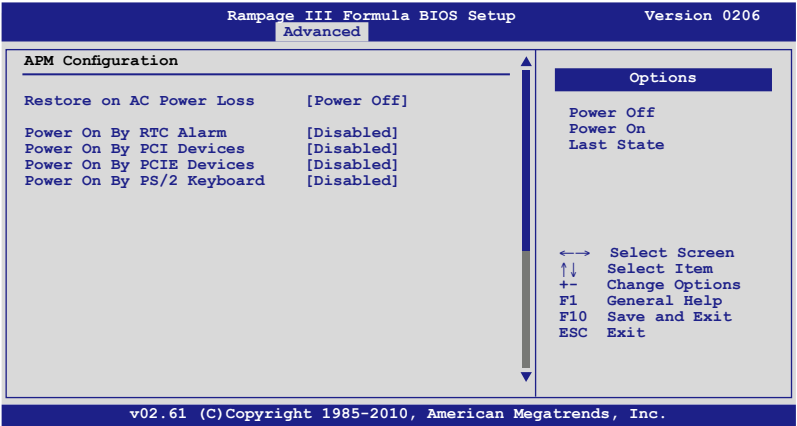 Rampage III Formula BIOS Setup Version 0206
Advanced
APM Configuration
Restore on AC Power Loss [Power Off]
Power On By RTC Alarm [Disabled]
Power On By PCI Devices [Disabled]
Power On By PCIE Devices [Disabled]
Power On By PS/2 Keyboard [Disabled]
Options
Power Off
Power On
Last State
←→ Select Screen
↑↓ Select Item
+- Change Options
F1 General Help
F10 Save and Exit
ESC Exit
v02.61 (C)Copyright 1985-2010, American Megatrends, Inc.